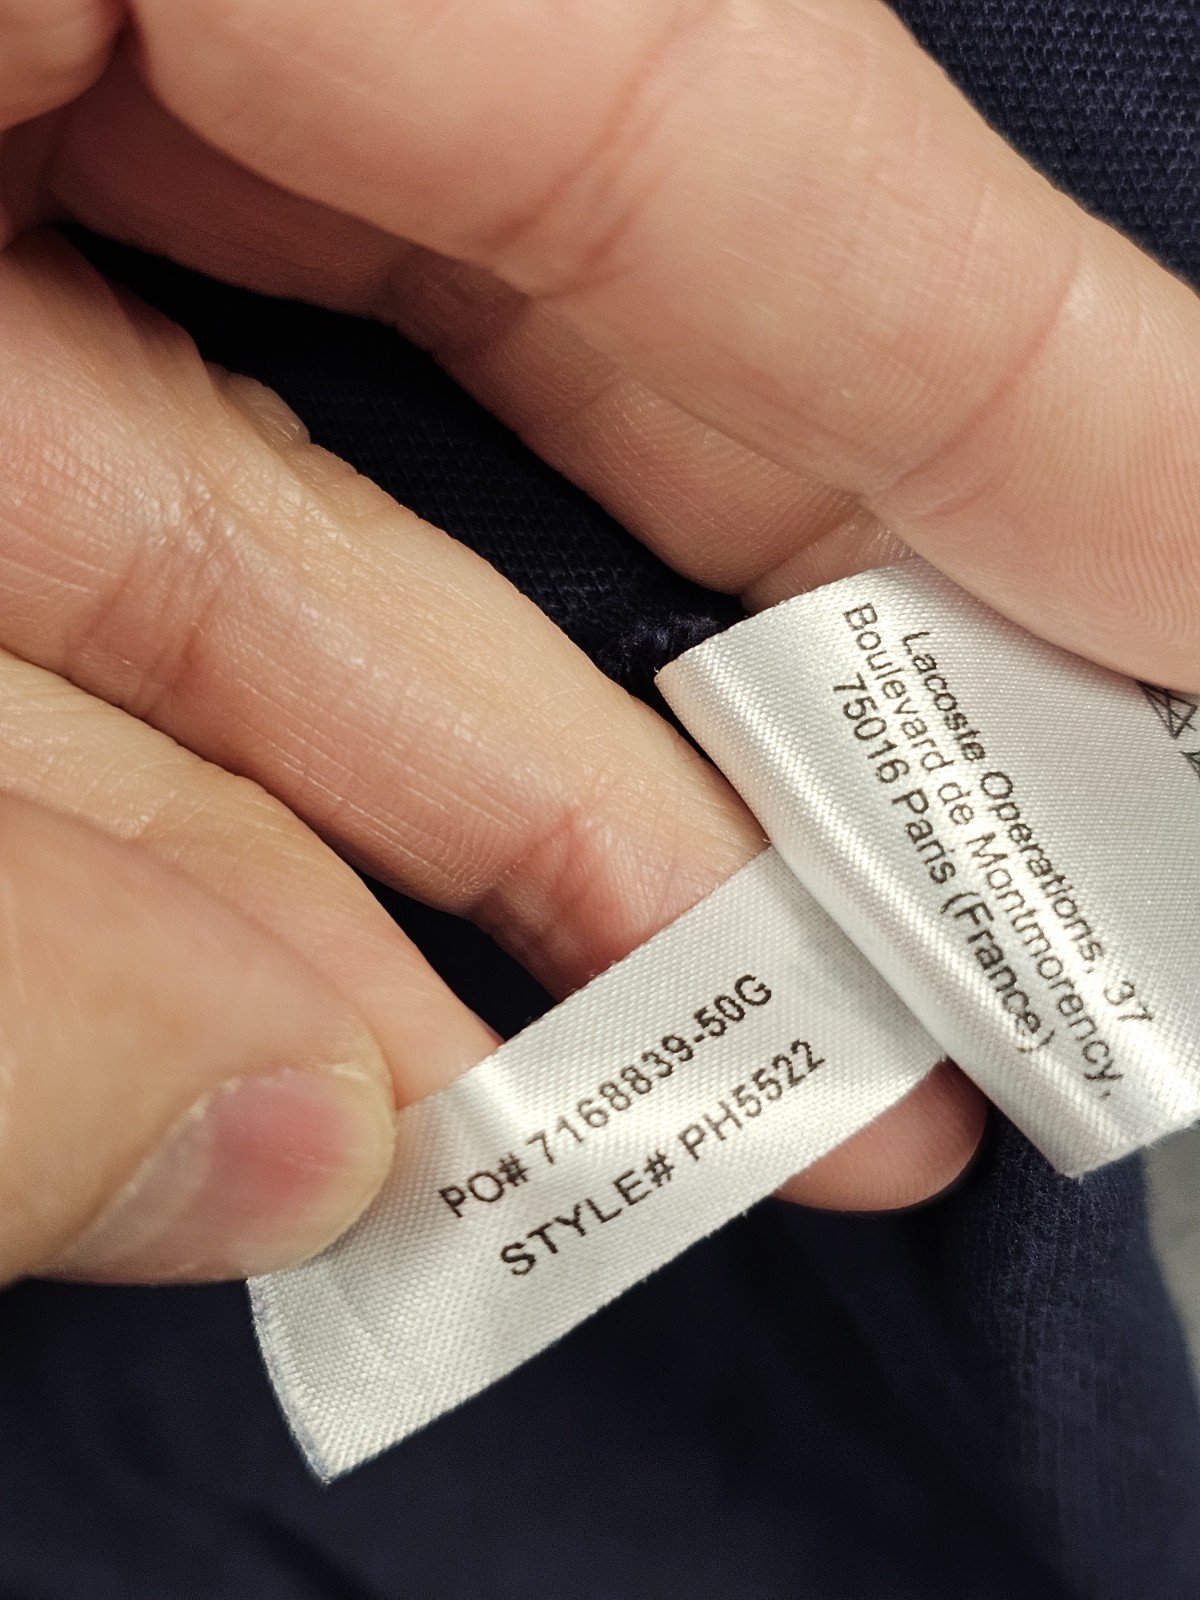 Lacoste Operations, 37
Boulevard de Montmorency,
75016 Paris (France)
PO# 7168839-50G
STYLE# PH5522